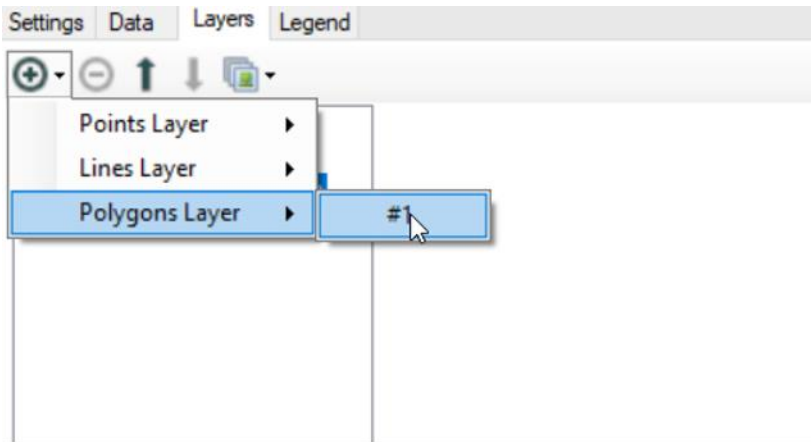 Settings Data Layers Legend
Points Layer
Lines Layer
Polygons Layer
#1